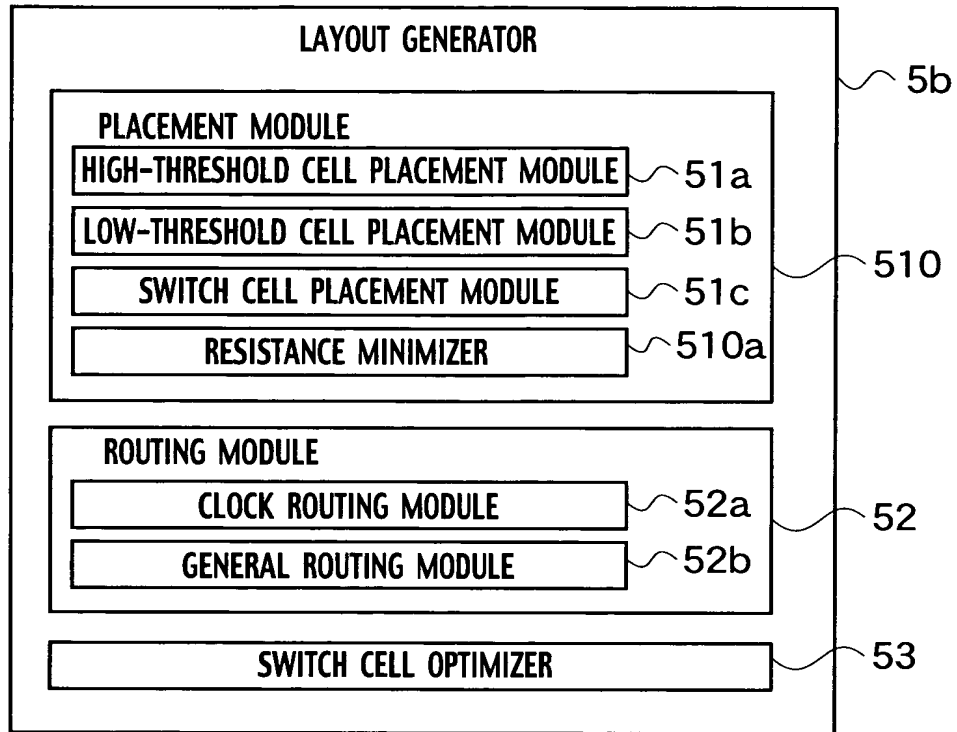 LAYOUT GENERATOR
5b
PLACEMENT MODULE
HIGH-THRESHOLD CELL PLACEMENT MODULE
51a
LOW-THRESHOLD CELL PLACEMENT MODULE
51b
510
SWITCH CELL PLACEMENT MODULE
51c
RESISTANCE MINIMIZER
510a
ROUTING MODULE
CLOCK ROUTING MODULE
52a
52
GENERAL ROUTING MODULE
52b
SWITCH CELL OPTIMIZER
53